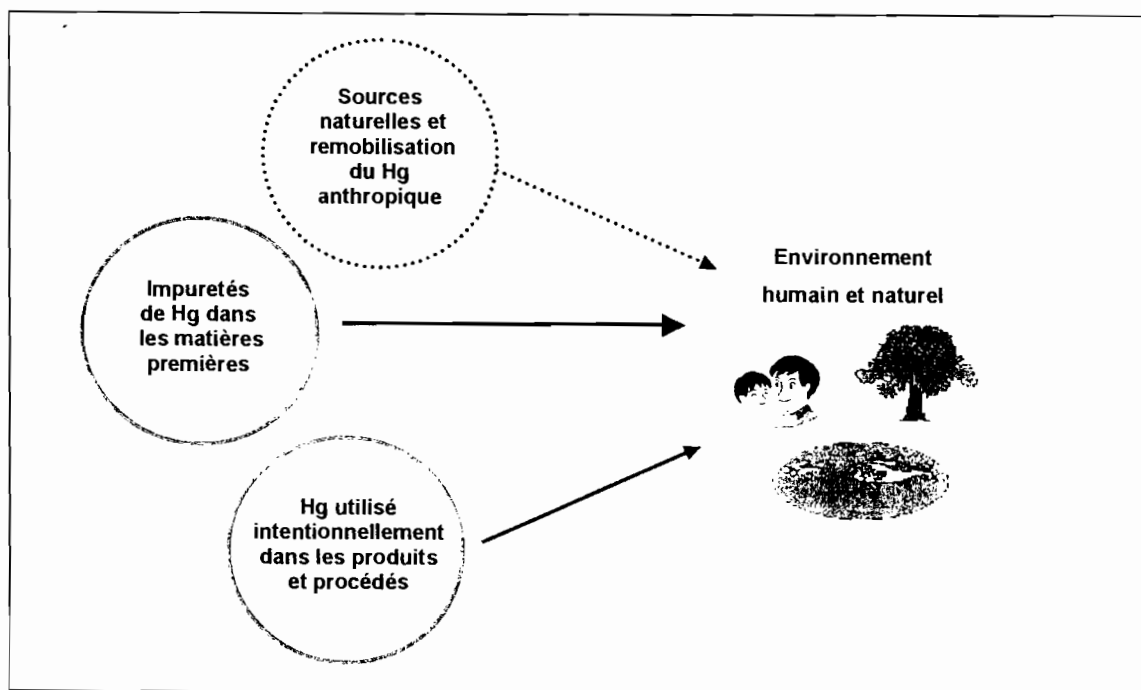 Sources
naturelles et
remobilisation
du Hg
anthropique
Impuretés
de Hg dans
les matières
premières
Hg utilisé
intentionnellement
dans les produits
et procédés
Environnement
humain et naturel